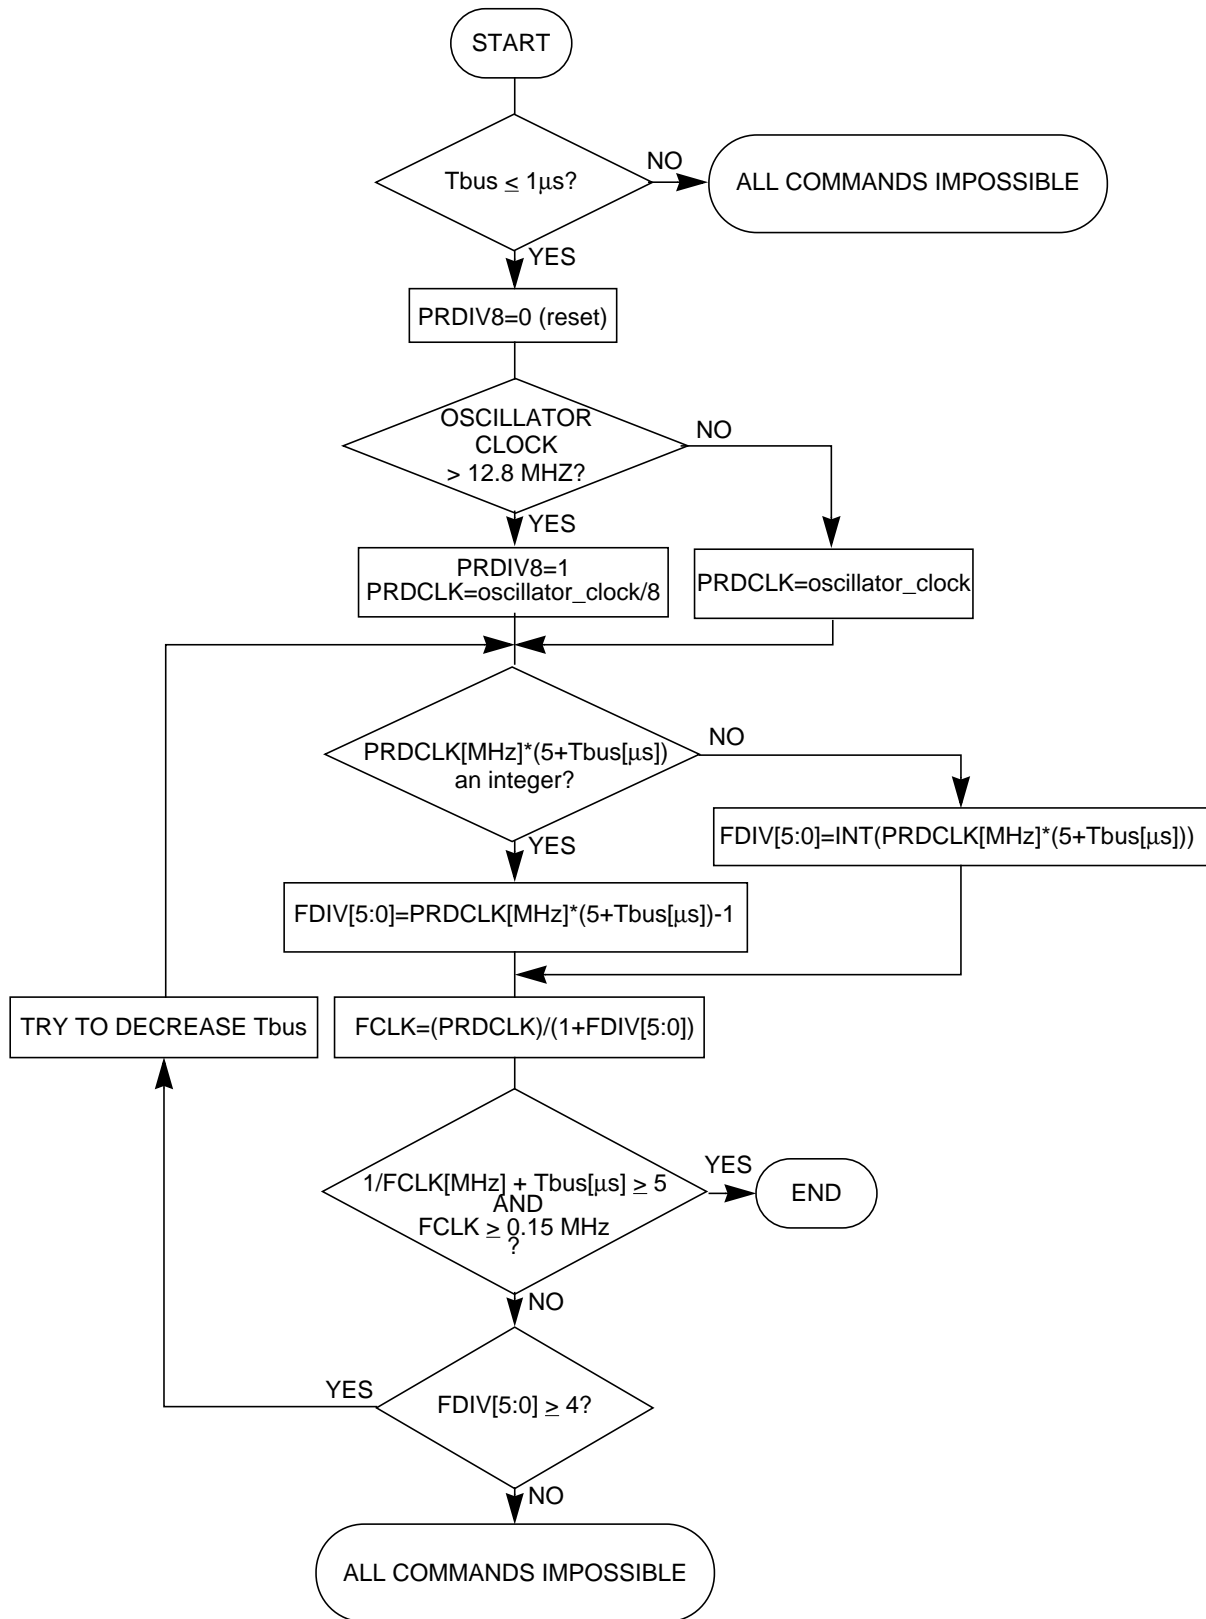 START
Tbus ≤ 1μs?
NO
ALL COMMANDS IMPOSSIBLE
YES
PRDIV8=0 (reset)
OSCILLATOR
CLOCK
> 12.8 MHZ?
NO
YES
PRDIV8=1
PRDCLK=oscillator_clock/8
PRDCLK=oscillator_clock
PRDCLK[MHz]*(5+Tbus[μs])
an integer?
NO
YES
FDIV[5:0]=INT(PRDCLK[MHz]*(5+Tbus[μs]))
FDIV[5:0]=PRDCLK[MHz]*(5+Tbus[μs])-1
TRY TO DECREASE Tbus
FCLK=(PRDCLK)/(1+FDIV[5:0])
1/FCLK[MHz] + Tbus[μs] ≥ 5
AND
FCLK ≥ 0.15 MHz
?
YES
END
NO
FDIV[5:0] ≥ 4?
YES
NO
ALL COMMANDS IMPOSSIBLE